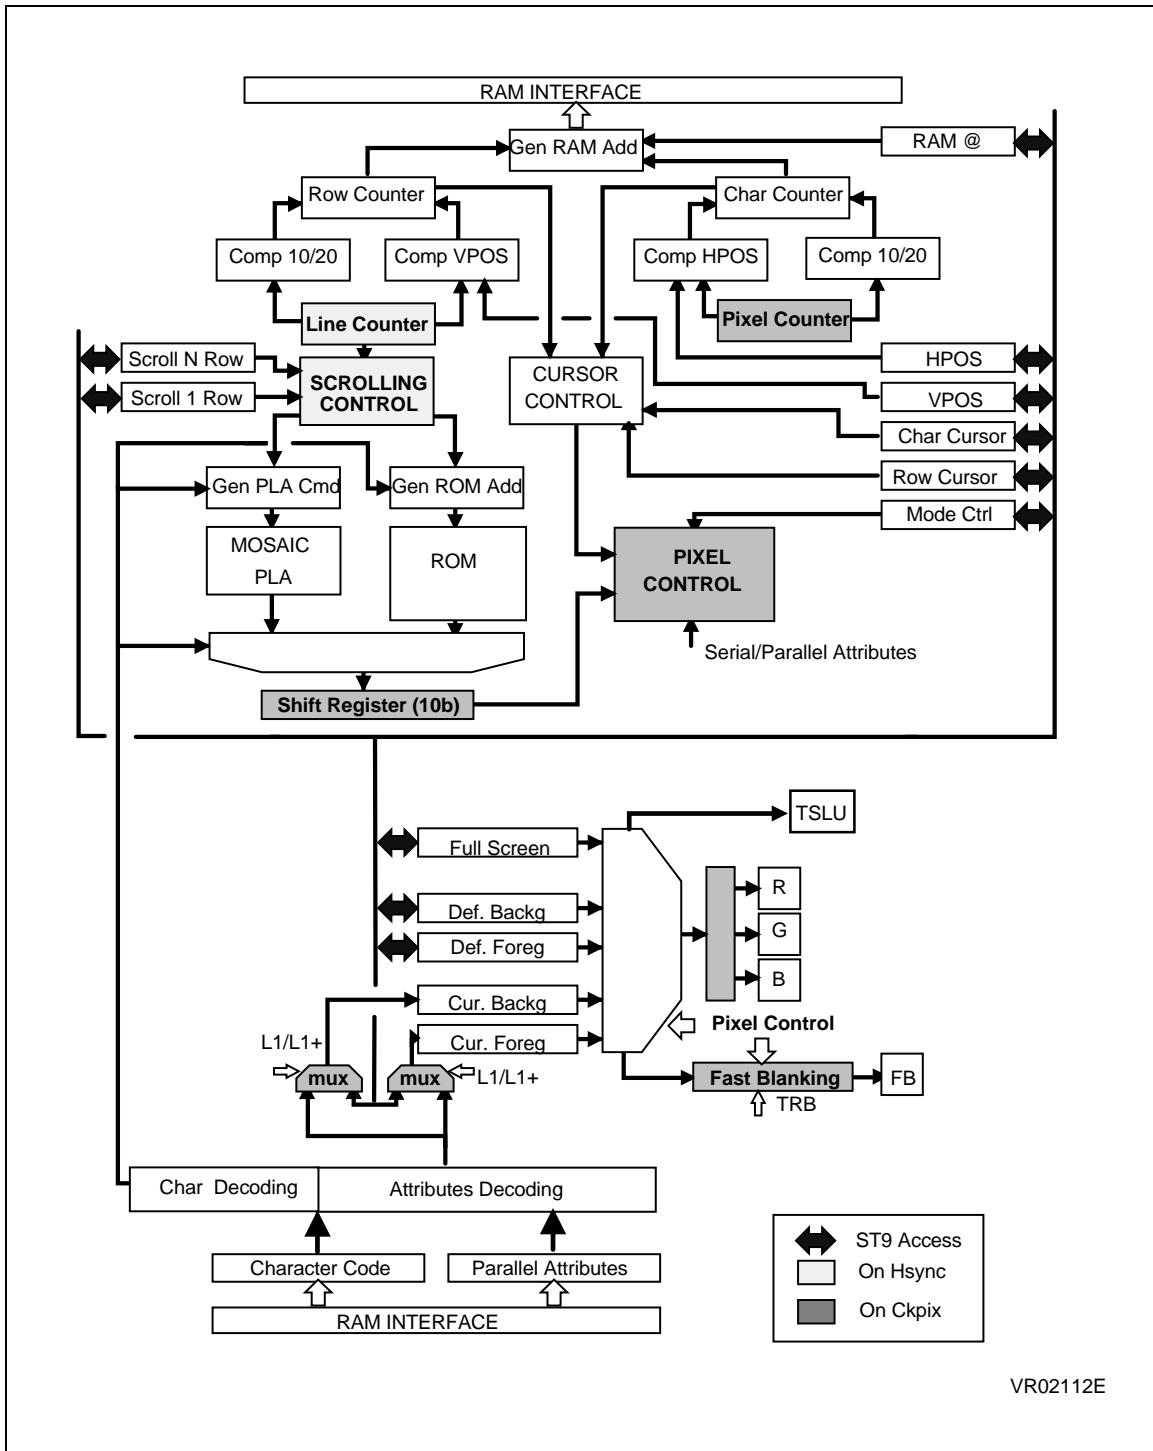 RAM INTERFACE
Gen RAM Add
RAM @
Row Counter
Char Counter
Comp 10/20
Comp VPOS
Comp HPOS
Comp 10/20
Line Counter
Pixel Counter
Scroll N Row
HPOS
SCROLLING
CONTROL
CURSOR
CONTROL
Scroll 1 Row
VPOS
Char Cursor
Row Cursor
Gen PLA Cmd
Gen ROM Add
Mode Ctrl
MOSAIC
PLA
ROM
PIXEL
CONTROL
Serial/Parallel Attributes
Shift Register (10b)
TSLU
Full Screen
R
Def. Backg
G
Def. Foreg
B
Cur. Backg
Pixel Control
Cur. Foreg
L1/L1+
mux
mux
L1/L1+
Fast Blanking
FB
TRB
Char Decoding
Attributes Decoding
Character Code
Parallel Attributes
RAM INTERFACE
ST9 Access
On Hsync
On Ckpix
VR02112E